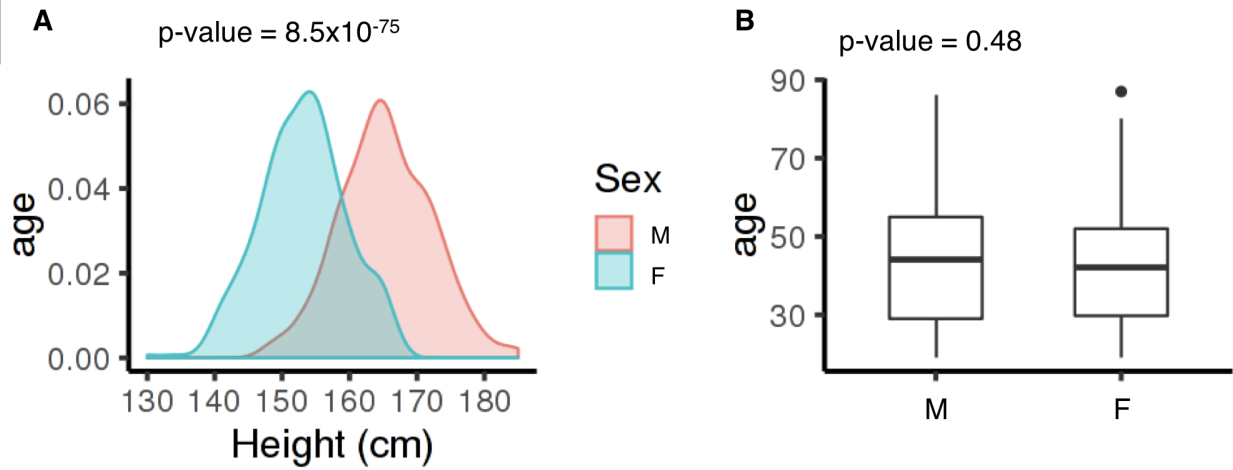 A
p-value = 8.5x10⁻⁷⁵
age
0.06
0.04
0.02
0.00
130 140 150 160 170 180
Height (cm)
Sex
M
F
B
p-value = 0.48
age
90
70
50
30
M F